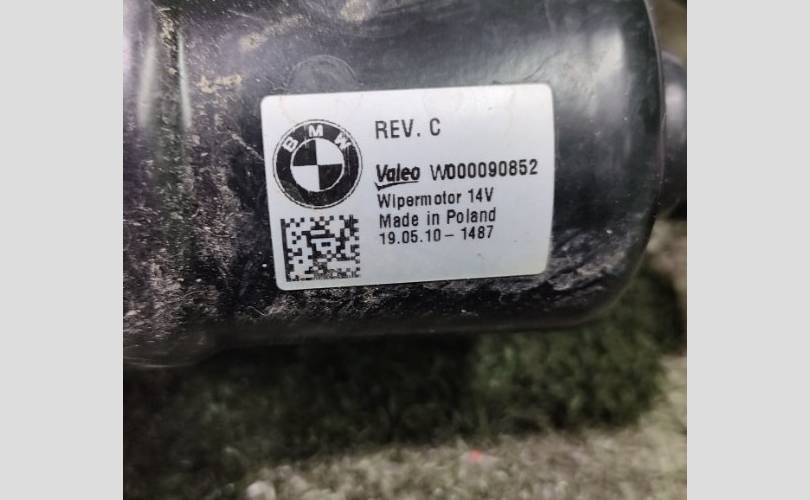 BMW
REV. C
Valeo W000090852
Wipermotor 14V
Made in Poland
19.05.10-1487